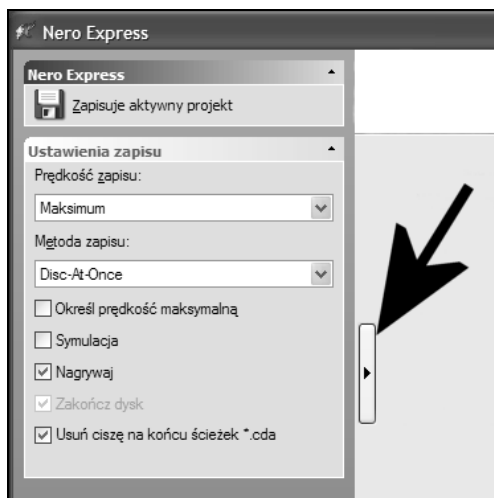 Nero Express
Nero Express
Zapisuje aktywny projekt
Ustawienia zapisu
Prędkość zapisu:
Maksimum
Metoda zapisu:
Disc-At-Once
Określ prędkość maksymalną
Symulacja
Nagrywaj
Zakończ dysk
Usuń ciszę na końcu ścieżek *.cda